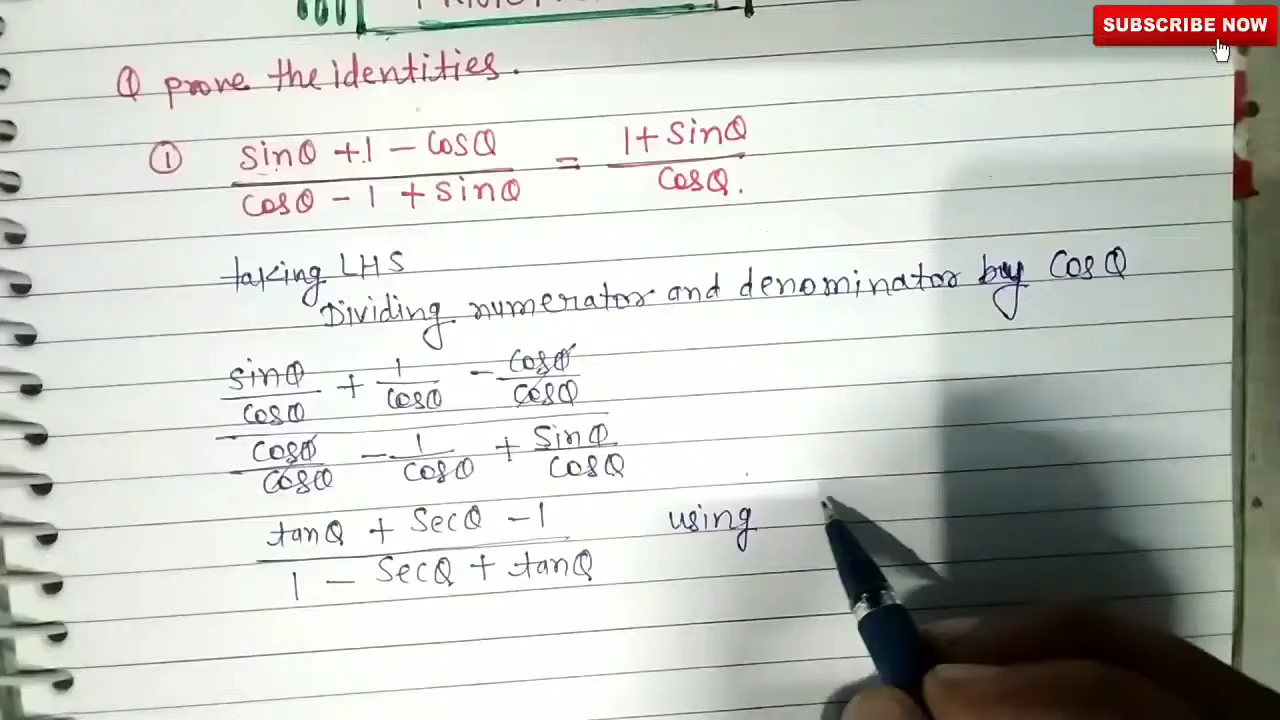 SUBSCRIBE NOW
Q prove the identities.
① sinθ + 1 - cosθ / cosθ - 1 + sinθ = 1 + sinθ / cosθ.
taking LHS
Dividing numerator and denominator by cosθ
sinθ/cosθ + 1/cosθ - cosθ/cosθ
cosθ/cosθ - 1/cosθ + sinθ/cosθ
tanθ + secθ - 1 using
1 - secθ + tanθ